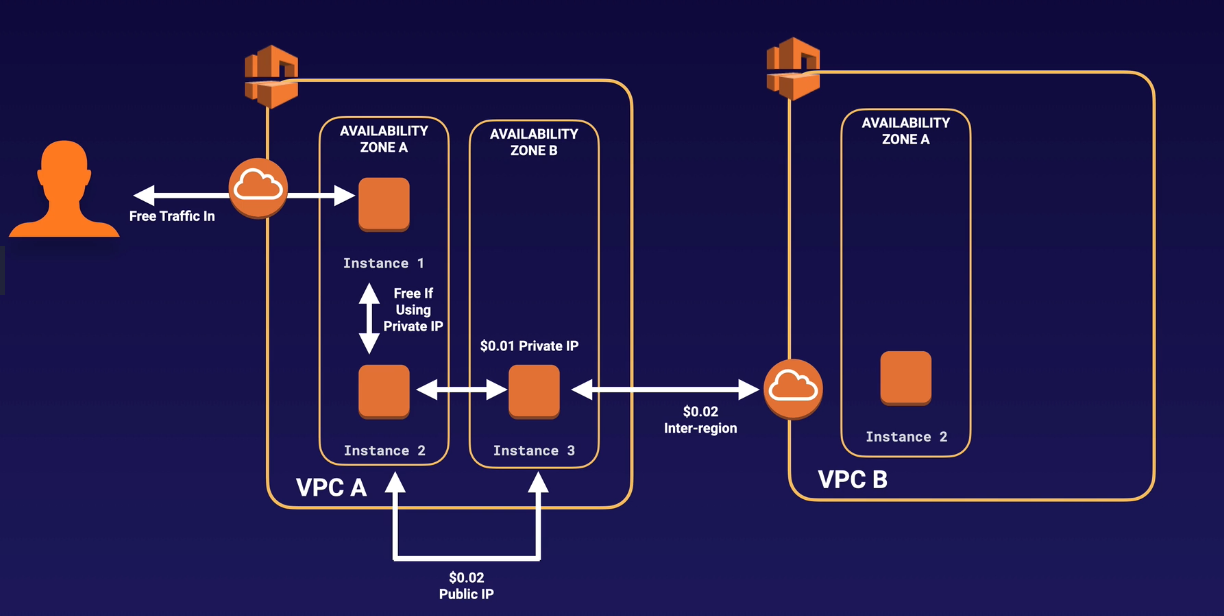 AVAILABILITY
ZONE A
AVAILABILITY
ZONE B
AVAILABILITY
ZONE A
Free Traffic In
Instance 1
Free If
Using
Private IP
$0.01 Private IP
$0.02
Inter-region
Instance 2
Instance 3
Instance 2
VPC A
VPC B
$0.02
Public IP